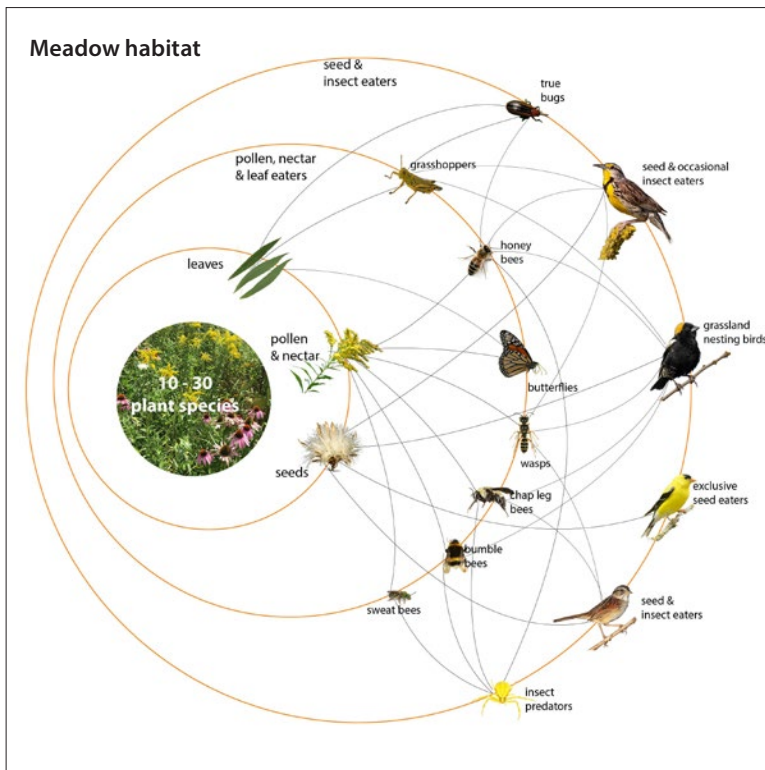 Meadow habitat
seed &
insect eaters
true
bugs
pollen, nectar
& leaf eaters
grasshoppers
seed & occasional
insect eaters
leaves
honey
bees
pollen
& nectar
grassland
nesting birds
10 - 30
plant species
butterflies
seeds
wasps
chap leg
bees
exclusive
seed eaters
bumble
bees
sweat bees
seed &
insect eaters
insect
predators